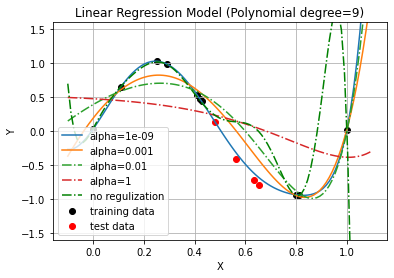 Linear Regression Model (Polynomial degree=9)
1.5
1.0
0.5
0.0
−0.5
−1.0
−1.5
Y
alpha=1e-09
alpha=0.001
alpha=0.01
alpha=1
no regulization
training data
test data
0.0 0.2 0.4 0.6 0.8 1.0
X